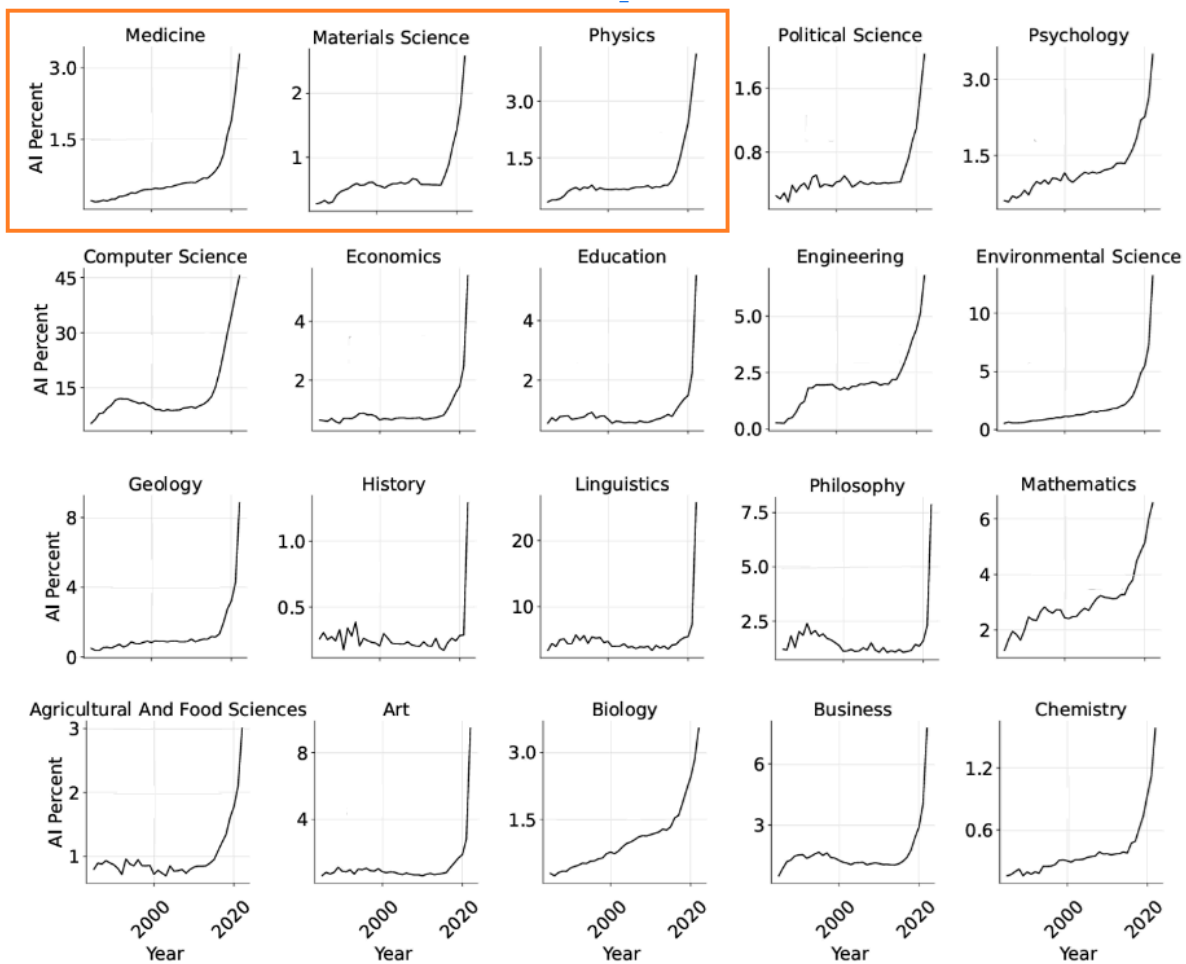 Medicine
Materials Science
Physics
Political Science
Psychology
AI Percent
3.0
1.5
2
1
3.0
1.5
1.6
0.8
3.0
1.5
Computer Science
Economics
Education
Engineering
Environmental Science
AI Percent
45
30
15
4
2
4
2
5.0
2.5
0.0
10
5
0
Geology
History
Linguistics
Philosophy
Mathematics
AI Percent
8
4
0
1.0
0.5
20
10
7.5
5.0
2.5
6
4
2
Agricultural And Food Sciences
Art
Biology
Business
Chemistry
AI Percent
3
2
1
8
4
3.0
1.5
6
3
1.2
0.6
2000 2020
2000 2020
2000 2020
2000 2020
2000 2020
Year
Year
Year
Year
Year